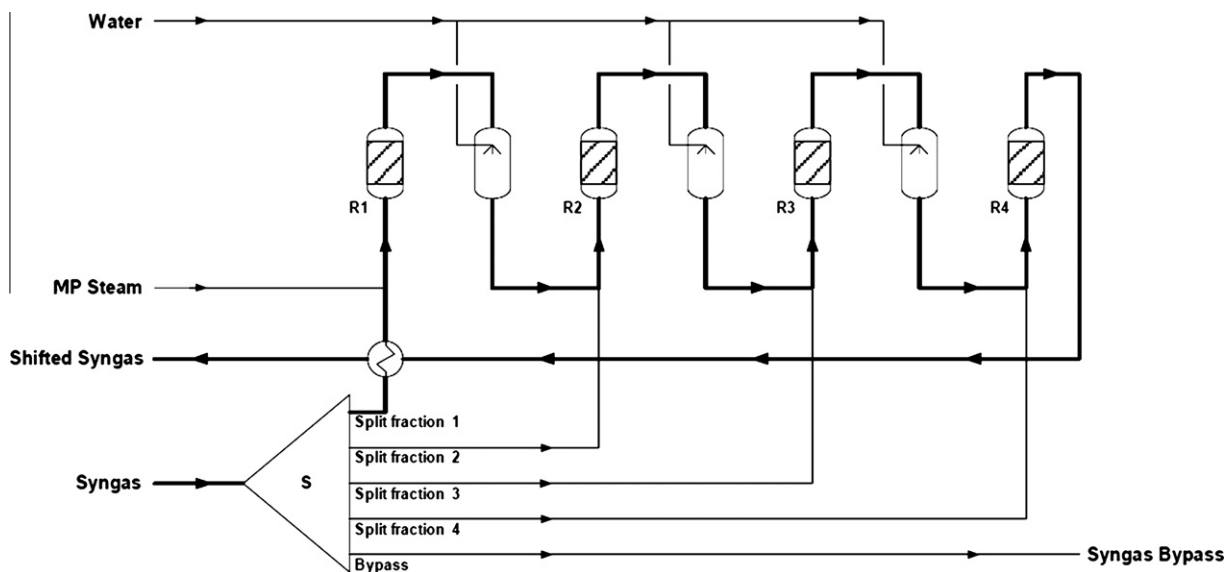 Water
R1
R2
R3
R4
MP Steam
Shifted Syngas
Split fraction 1
Split fraction 2
Syngas
S
Split fraction 3
Split fraction 4
Bypass
Syngas Bypass